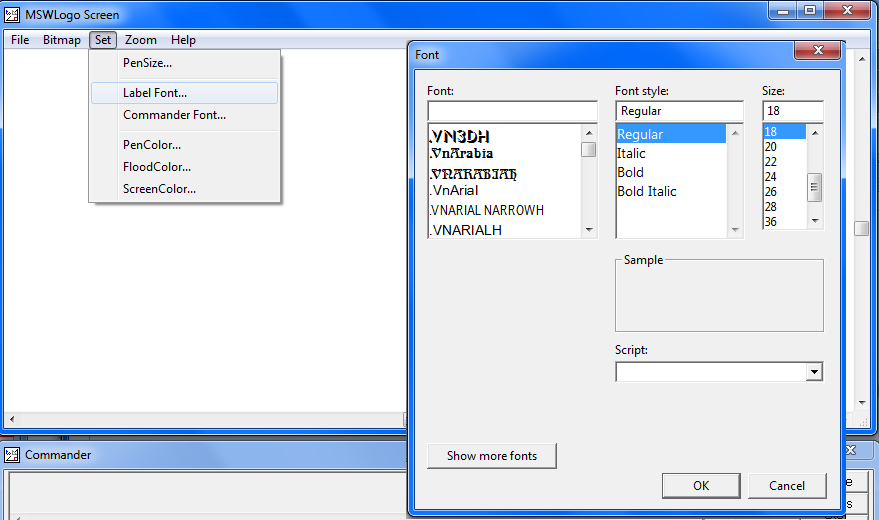 MSWLogo Screen
File Bitmap Set Zoom Help
PenSize...
Label Font...
Commander Font...
PenColor...
FloodColor...
ScreenColor...
Font
Font: Font style: Size:
Regular 18
.VN3DH
.VnArabia
.VNARABIAH
.VnArial
.VNARIAL NARROWH
.VNARIALH
Regular
Italic
Bold
Bold Italic
18
20
22
24
26
28
36
Sample
Script:
Show more fonts
OK Cancel
Commander